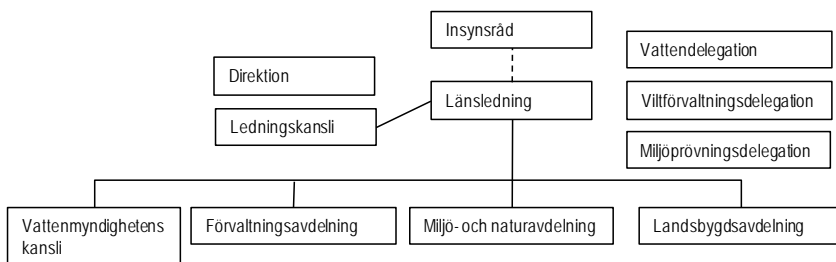 Insynsråd
Vattendelegation
Direktion
Länsledning
Viltförvaltningsdelegation
Ledningskansli
Miljöprövningsdelegation
Vattenmyndighetens
kansli
Förvaltningsavdelning
Miljö- och naturavdelning
Landsbygdsavdelning